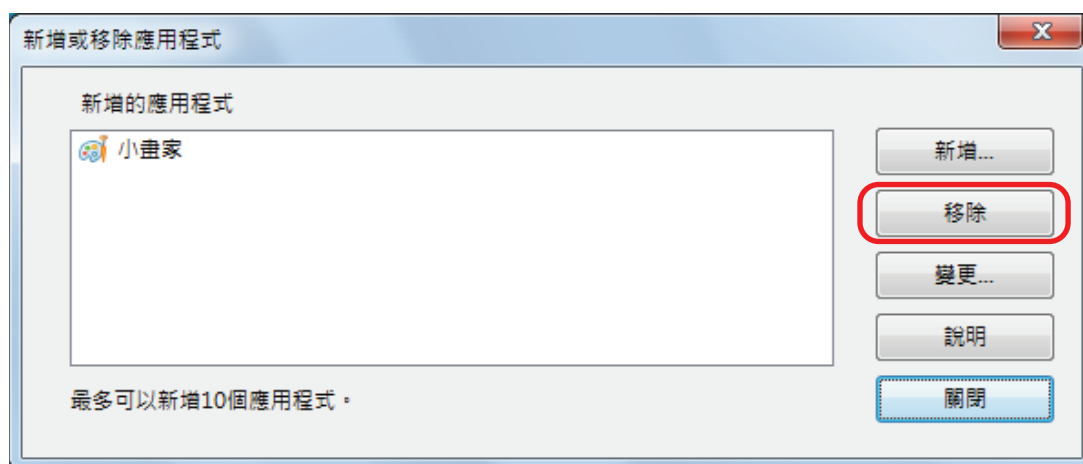 新增或移除應用程式
新增的應用程式
小畫家
新增...
移除
變更...
說明
關閉
最多可以新增10個應用程式。